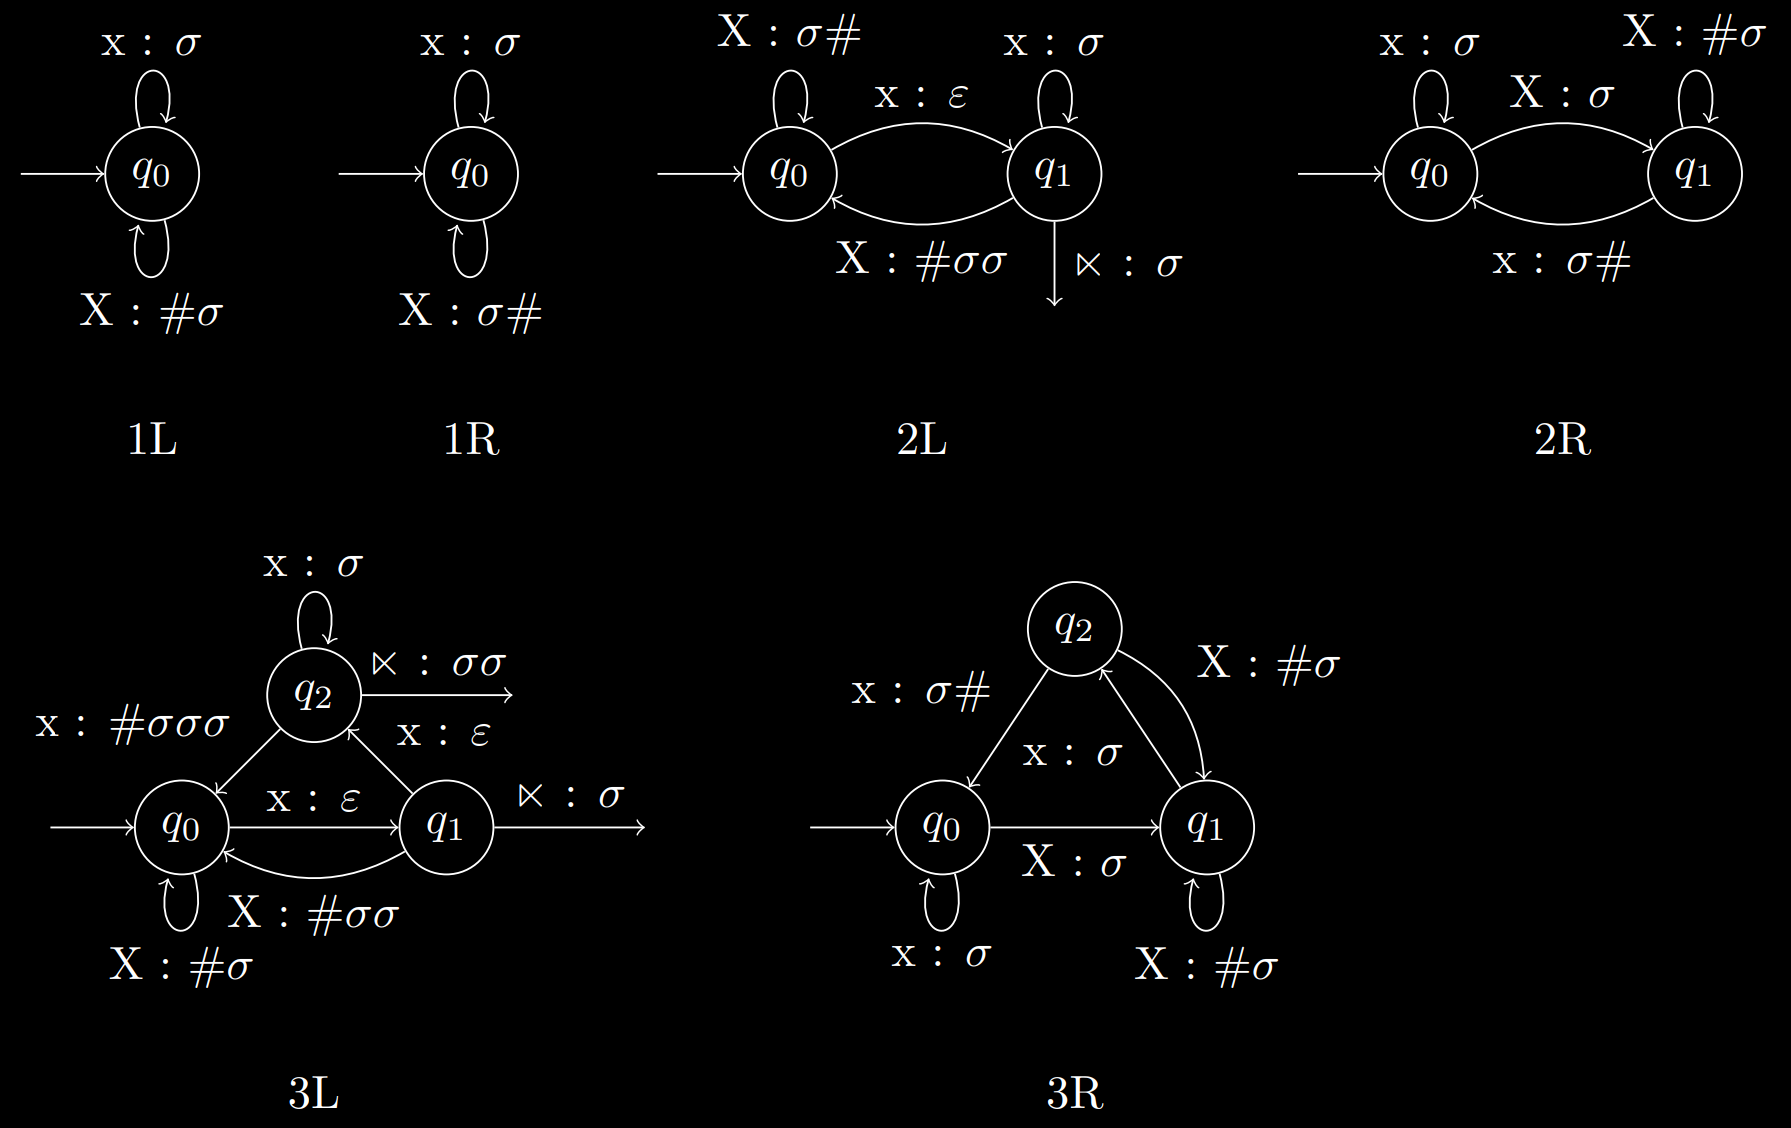 x : σ
x : σ
X : σ#
x : σ
x : σ
X : #σ
x : ε
X : σ
q₀
q₀
q₀
q₁
q₀
q₁
X : #σσ
⋉ : σ
x : σ#
X : #σ
X : σ#
1L
1R
2L
2R
x : σ
q₂
⋉ : σσ
x : #σσσ
x : ε
q₀
x : ε
q₁
⋉ : σ
X : #σσ
X : #σ
3L
q₂
X : #σ
x : σ#
x : σ
q₀
q₁
X : σ
x : σ
X : #σ
3R